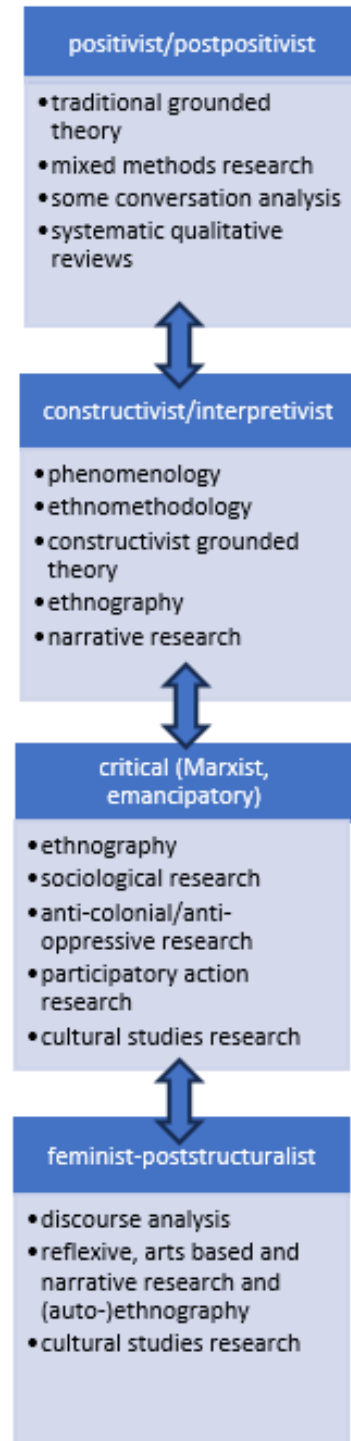 positivist/postpositivist
•traditional grounded
theory
•mixed methods research
•some conversation analysis
•systematic qualitative
reviews
constructivist/interpretivist
•phenomenology
•ethnomethodology
•constructivist grounded
theory
•ethnography
•narrative research
critical (Marxist,
emancipatory)
•ethnography
•sociological research
•anti-colonial/anti-
oppressive research
•participatory action
research
•cultural studies research
feminist-poststructuralist
•discourse analysis
•reflexive, arts based and
narrative research and
(auto-)ethnography
•cultural studies research